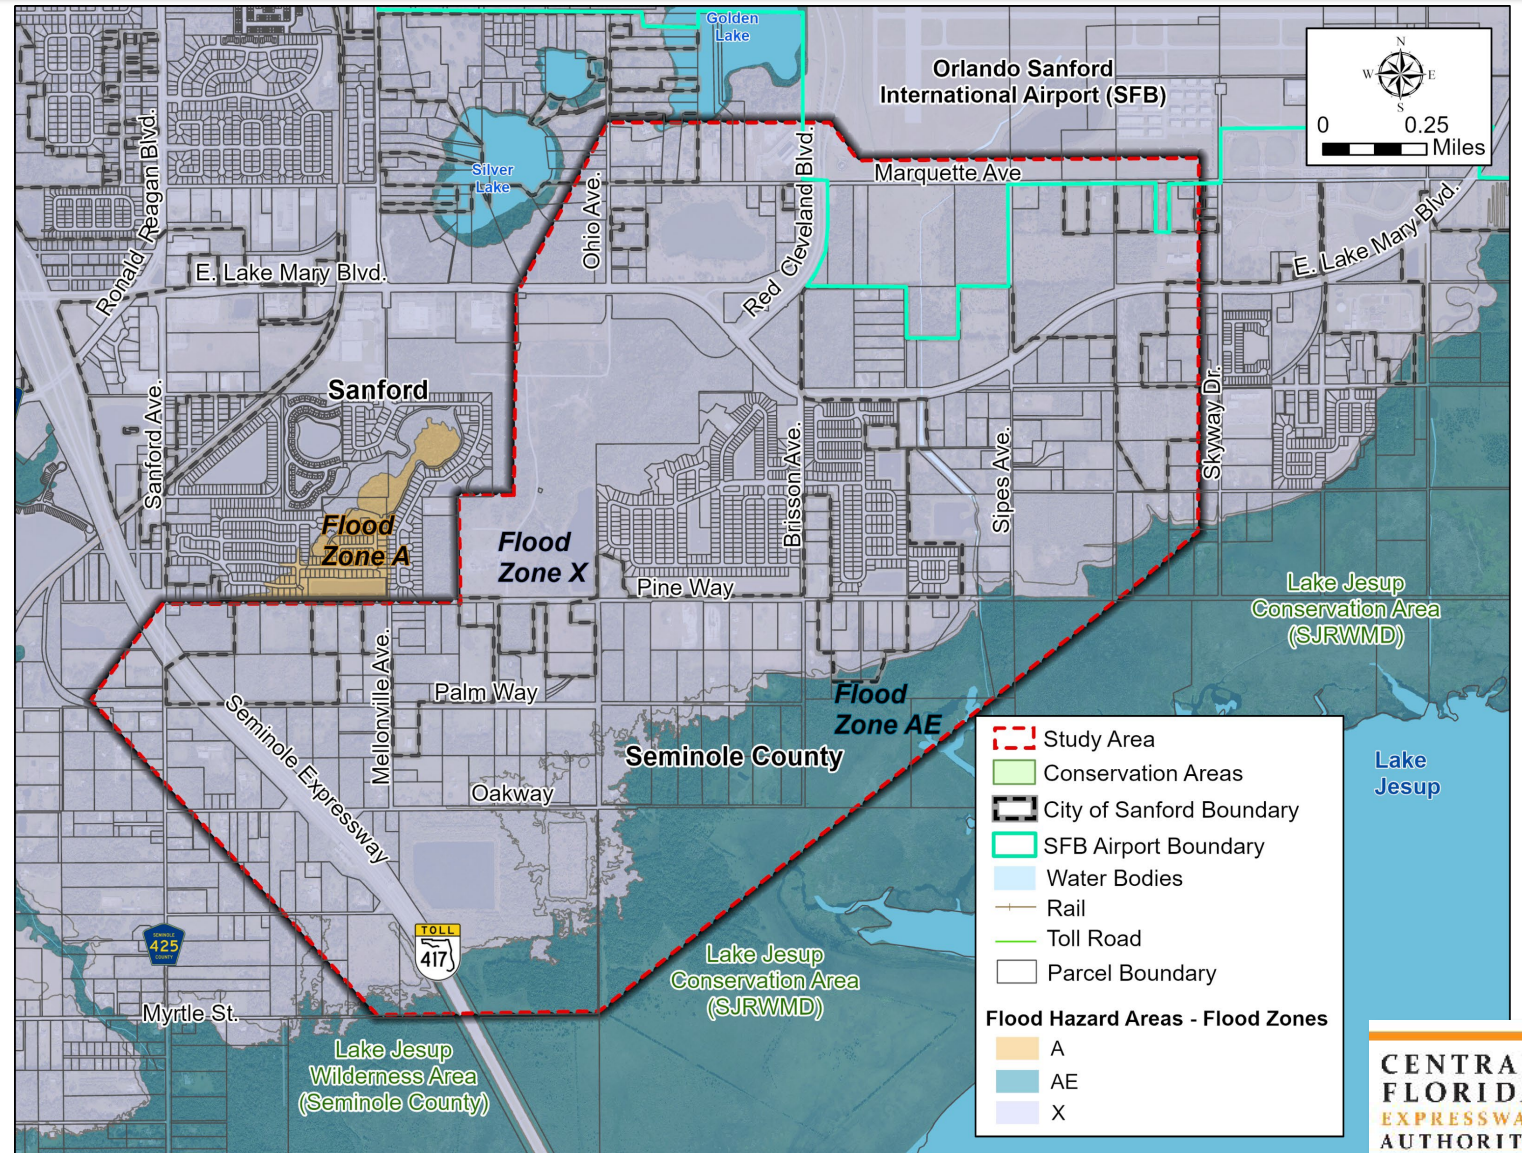 Golden
Lake
Orlando Sanford
International Airport (SFB)
N
W
E
S
0
0.25
Miles
Ronald Reagan Blvd.
Silver
Lake
Ohio Ave.
Red Cleveland Blvd.
Marquette Ave
E. Lake Mary Blvd.
E. Lake Mary Blvd.
Sanford
Sanford Ave.
Skyway Dr.
Brisson Ave.
Sipes Ave.
Flood
Zone A
Flood
Zone X
Pine Way
Lake Jesup
Conservation Area
(SJRWMD)
Mellonville Ave.
Palm Way
Seminole Expressway
Flood
Zone AE
Seminole County
Oakway
Lake
Jesup
Study Area
Conservation Areas
City of Sanford Boundary
SFB Airport Boundary
Water Bodies
Rail
Toll Road
Parcel Boundary
Flood Hazard Areas - Flood Zones
A
AE
X
SEMINOLE
425
COUNTY
TOLL
417
Lake Jesup
Conservation Area
(SJRWMD)
Myrtle St.
Lake Jesup
Wilderness Area
(Seminole County)
CENTRA
FLORID
EXPRESSWA
AUTHORIT